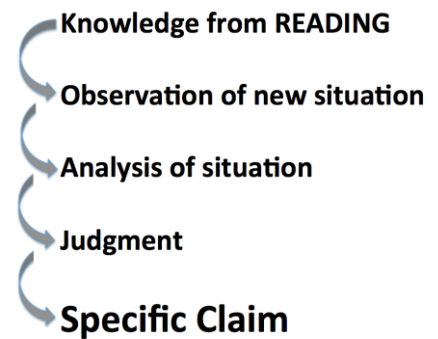 Knowledge from READING
Observation of new situation
Analysis of situation
Judgment
Specific Claim